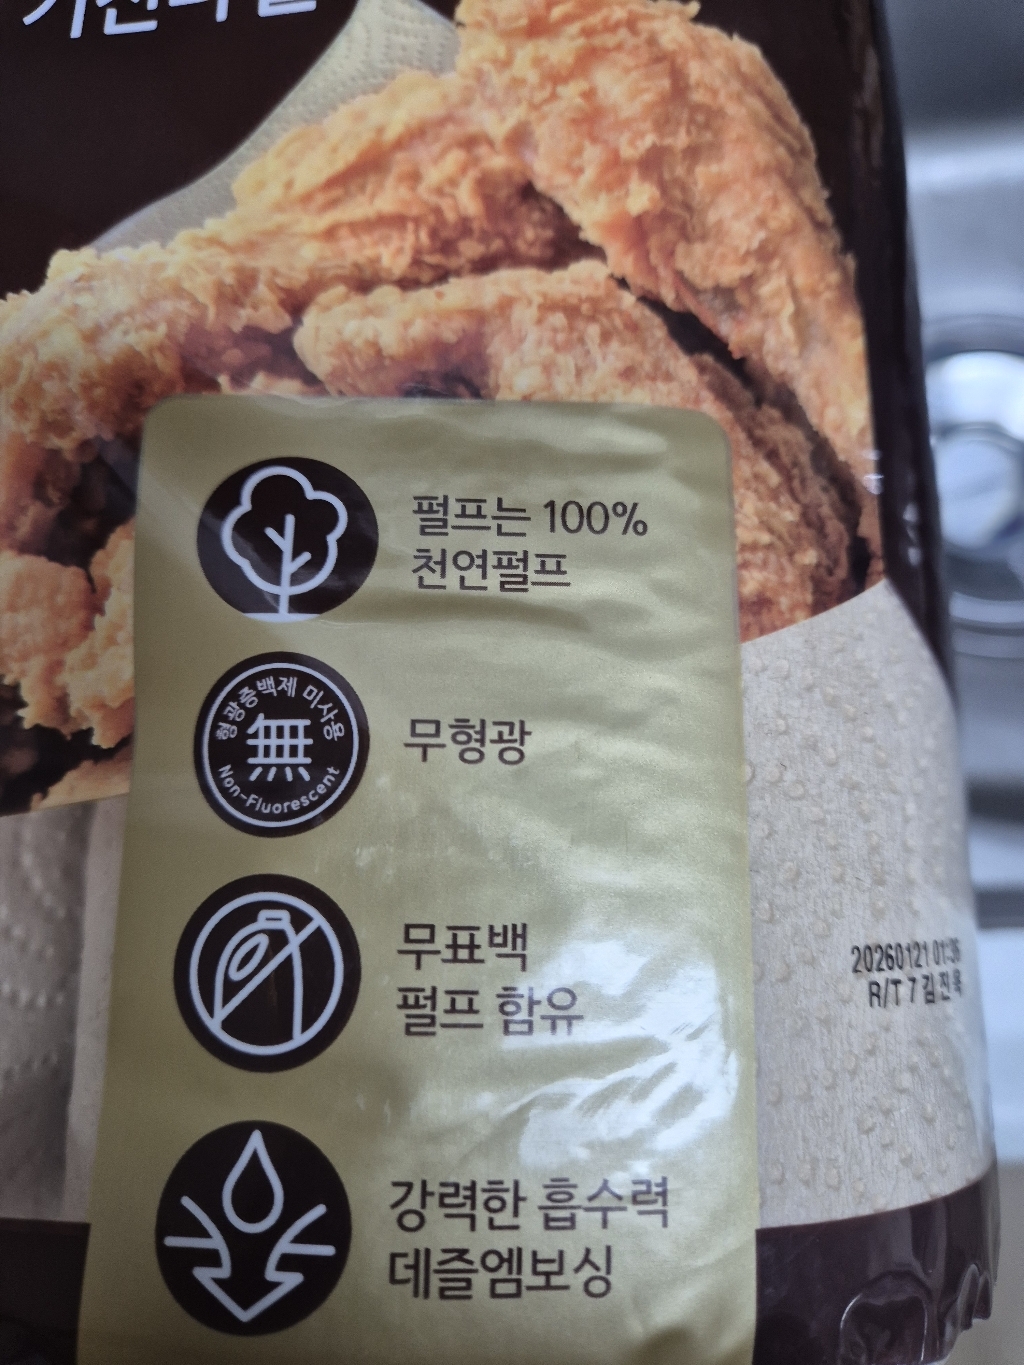 펄프는 100%
천연펄프
형광증백제 미사용
無
Non-Fluorescent
무형광
무표백
펄프 함유
20260121 01:36
R/T 7 김진옥
강력한 흡수력
데즐엠보싱